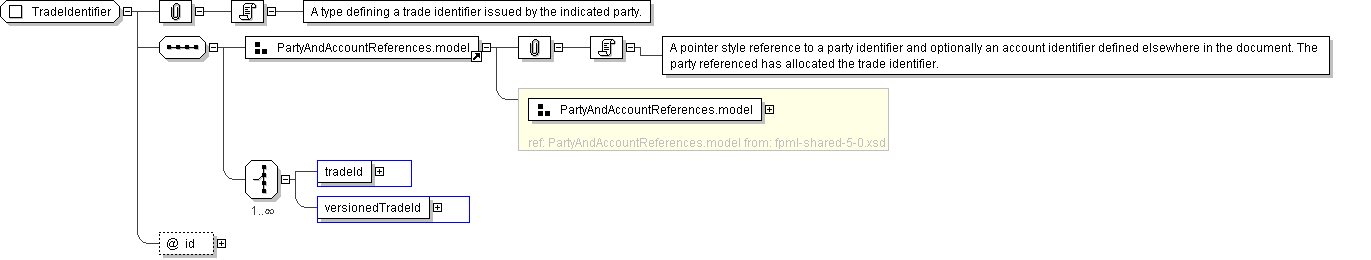 TradeIdentifier
A type defining a trade identifier issued by the indicated party.
PartyAndAccountReferences.model
A pointer style reference to a party identifier and optionally an account identifier defined elsewhere in the document. The
party referenced has allocated the trade identifier.
PartyAndAccountReferences.model
ref: PartyAndAccountReferences.model from: fpml-shared-5-0.xsd
tradeId
versionedTradeId
1..∞
@ id